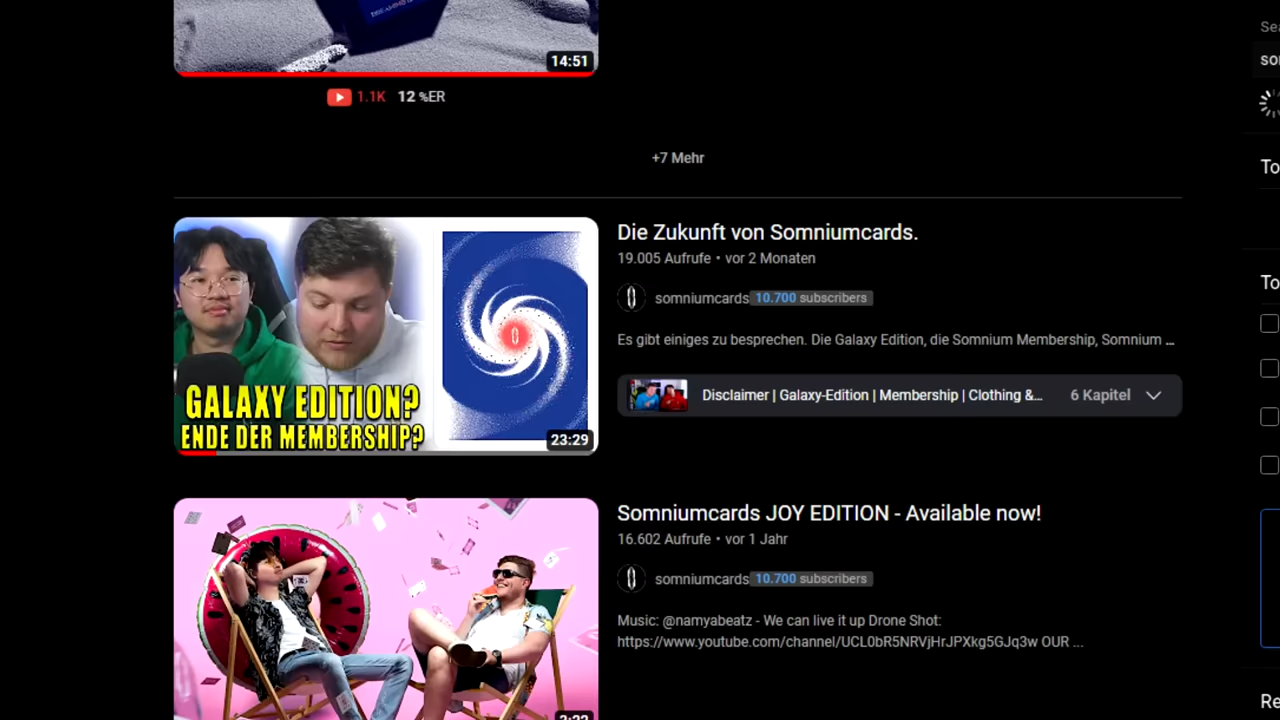 14:51
1.1K 12 %ER
+7 Mehr
Die Zukunft von Somniumcards.
19.005 Aufrufe • vor 2 Monaten
somniumcards 10.700 subscribers
Es gibt einiges zu besprechen. Die Galaxy Edition, die Somnium Membership, Somnium ...
Disclaimer | Galaxy-Edition | Membership | Clothing &... 6 Kapitel
GALAXY EDITION?
ENDE DER MEMBERSHIP?
23:29
Somniumcards JOY EDITION - Available now!
16.602 Aufrufe • vor 1 Jahr
somniumcards 10.700 subscribers
Music: @namyabeatz - We can live it up Drone Shot:
https://www.youtube.com/channel/UCL0bR5NRVjHrJPXkg5GJq3w OUR ...
To
To
Re